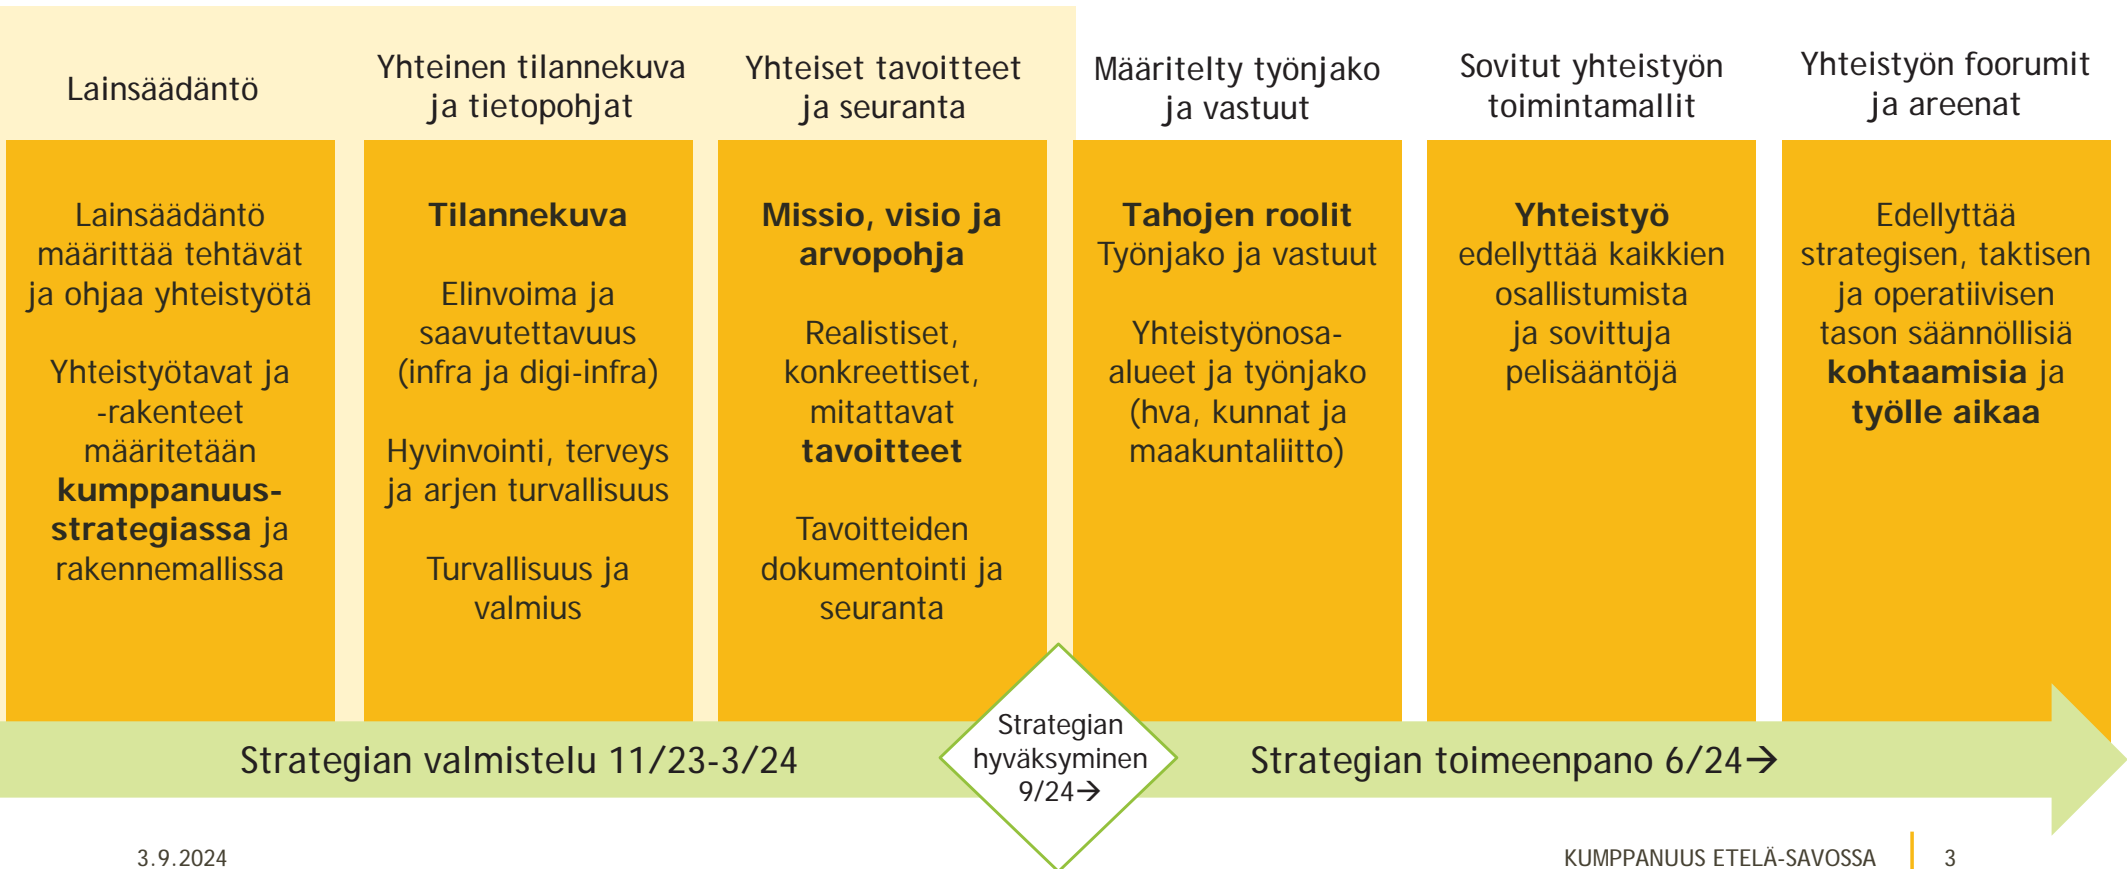 Lainsäädäntö
Yhteinen tilannekuva
ja tietopohjat
Yhteiset tavoitteet
ja seuranta
Määritelty työnjako
ja vastuut
Sovitut yhteistyön
toimintamallit
Yhteistyön foorumit
ja areenat
Lainsäädäntö
määrittää tehtävät
ja ohjaa yhteistyötä
Yhteistyötavat ja
-rakenteet
määritetään
kumppanuus-
strategiassa ja
rakennemallissa
Tilannekuva
Elinvoima ja
saavutettavuus
(infra ja digi-infra)
Hyvinvointi, terveys
ja arjen turvallisuus
Turvallisuus ja
valmius
Missio, visio ja
arvopohja
Realistiset,
konkreettiset,
mitattavat
tavoitteet
Tavoitteiden
dokumentointi ja
seuranta
Tahojen roolit
Työnjako ja vastuut
Yhteistyönosa-
alueet ja työnjako
(hva, kunnat ja
maakuntaliitto)
Yhteistyö
edellyttää kaikkien
osallistumista
ja sovittuja
pelisääntöjä
Edellyttää
strategisen, taktisen
ja operatiivisen
tason säännöllisiä
kohtaamisia ja
työlle aikaa
Strategian valmistelu 11/23-3/24
Strategian
hyväksyminen
9/24→
Strategian toimeenpano 6/24→
3.9.2024
KUMPPANUUS ETELÄ-SAVOSSA
3